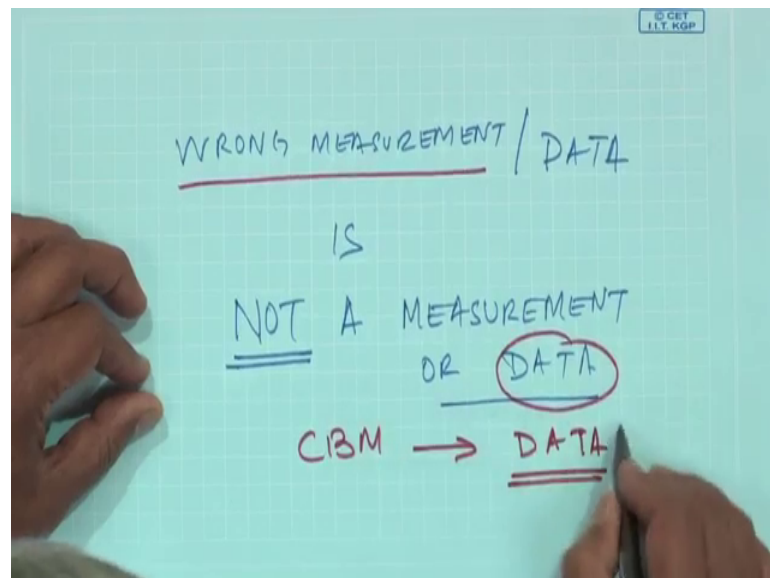 © CET
I.I.T. KGP
WRONG MEASUREMENT / DATA
IS
NOT A MEASUREMENT
OR DATA
CBM → DATA